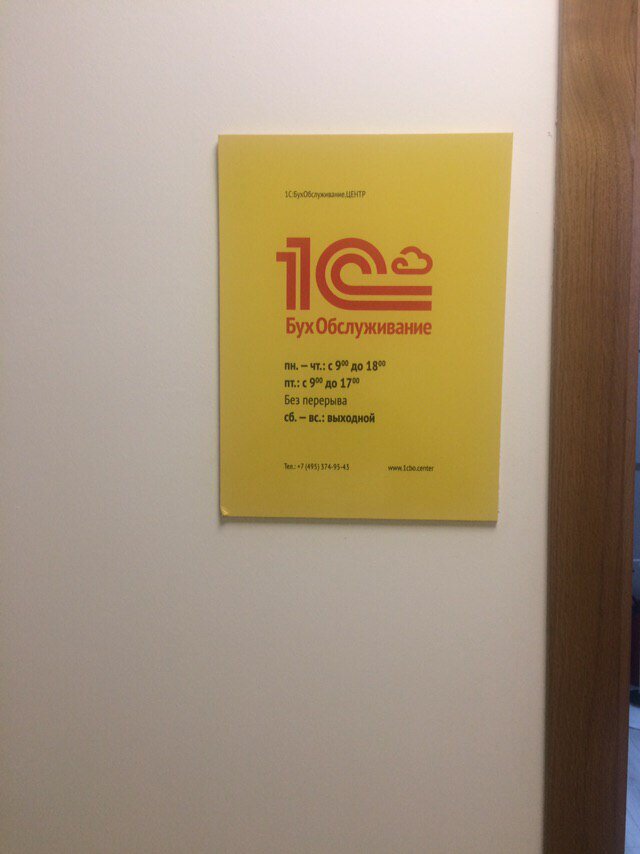 1С:БухОбслуживание.ЦЕНТР
1С
БухОбслуживание
пн. – чт.: с 9⁰⁰ до 18⁰⁰
пт.: с 9⁰⁰ до 17⁰⁰
Без перерыва
сб. – вс.: выходной
Тел.: +7 (495) 374-95-43 www.1cbo.center